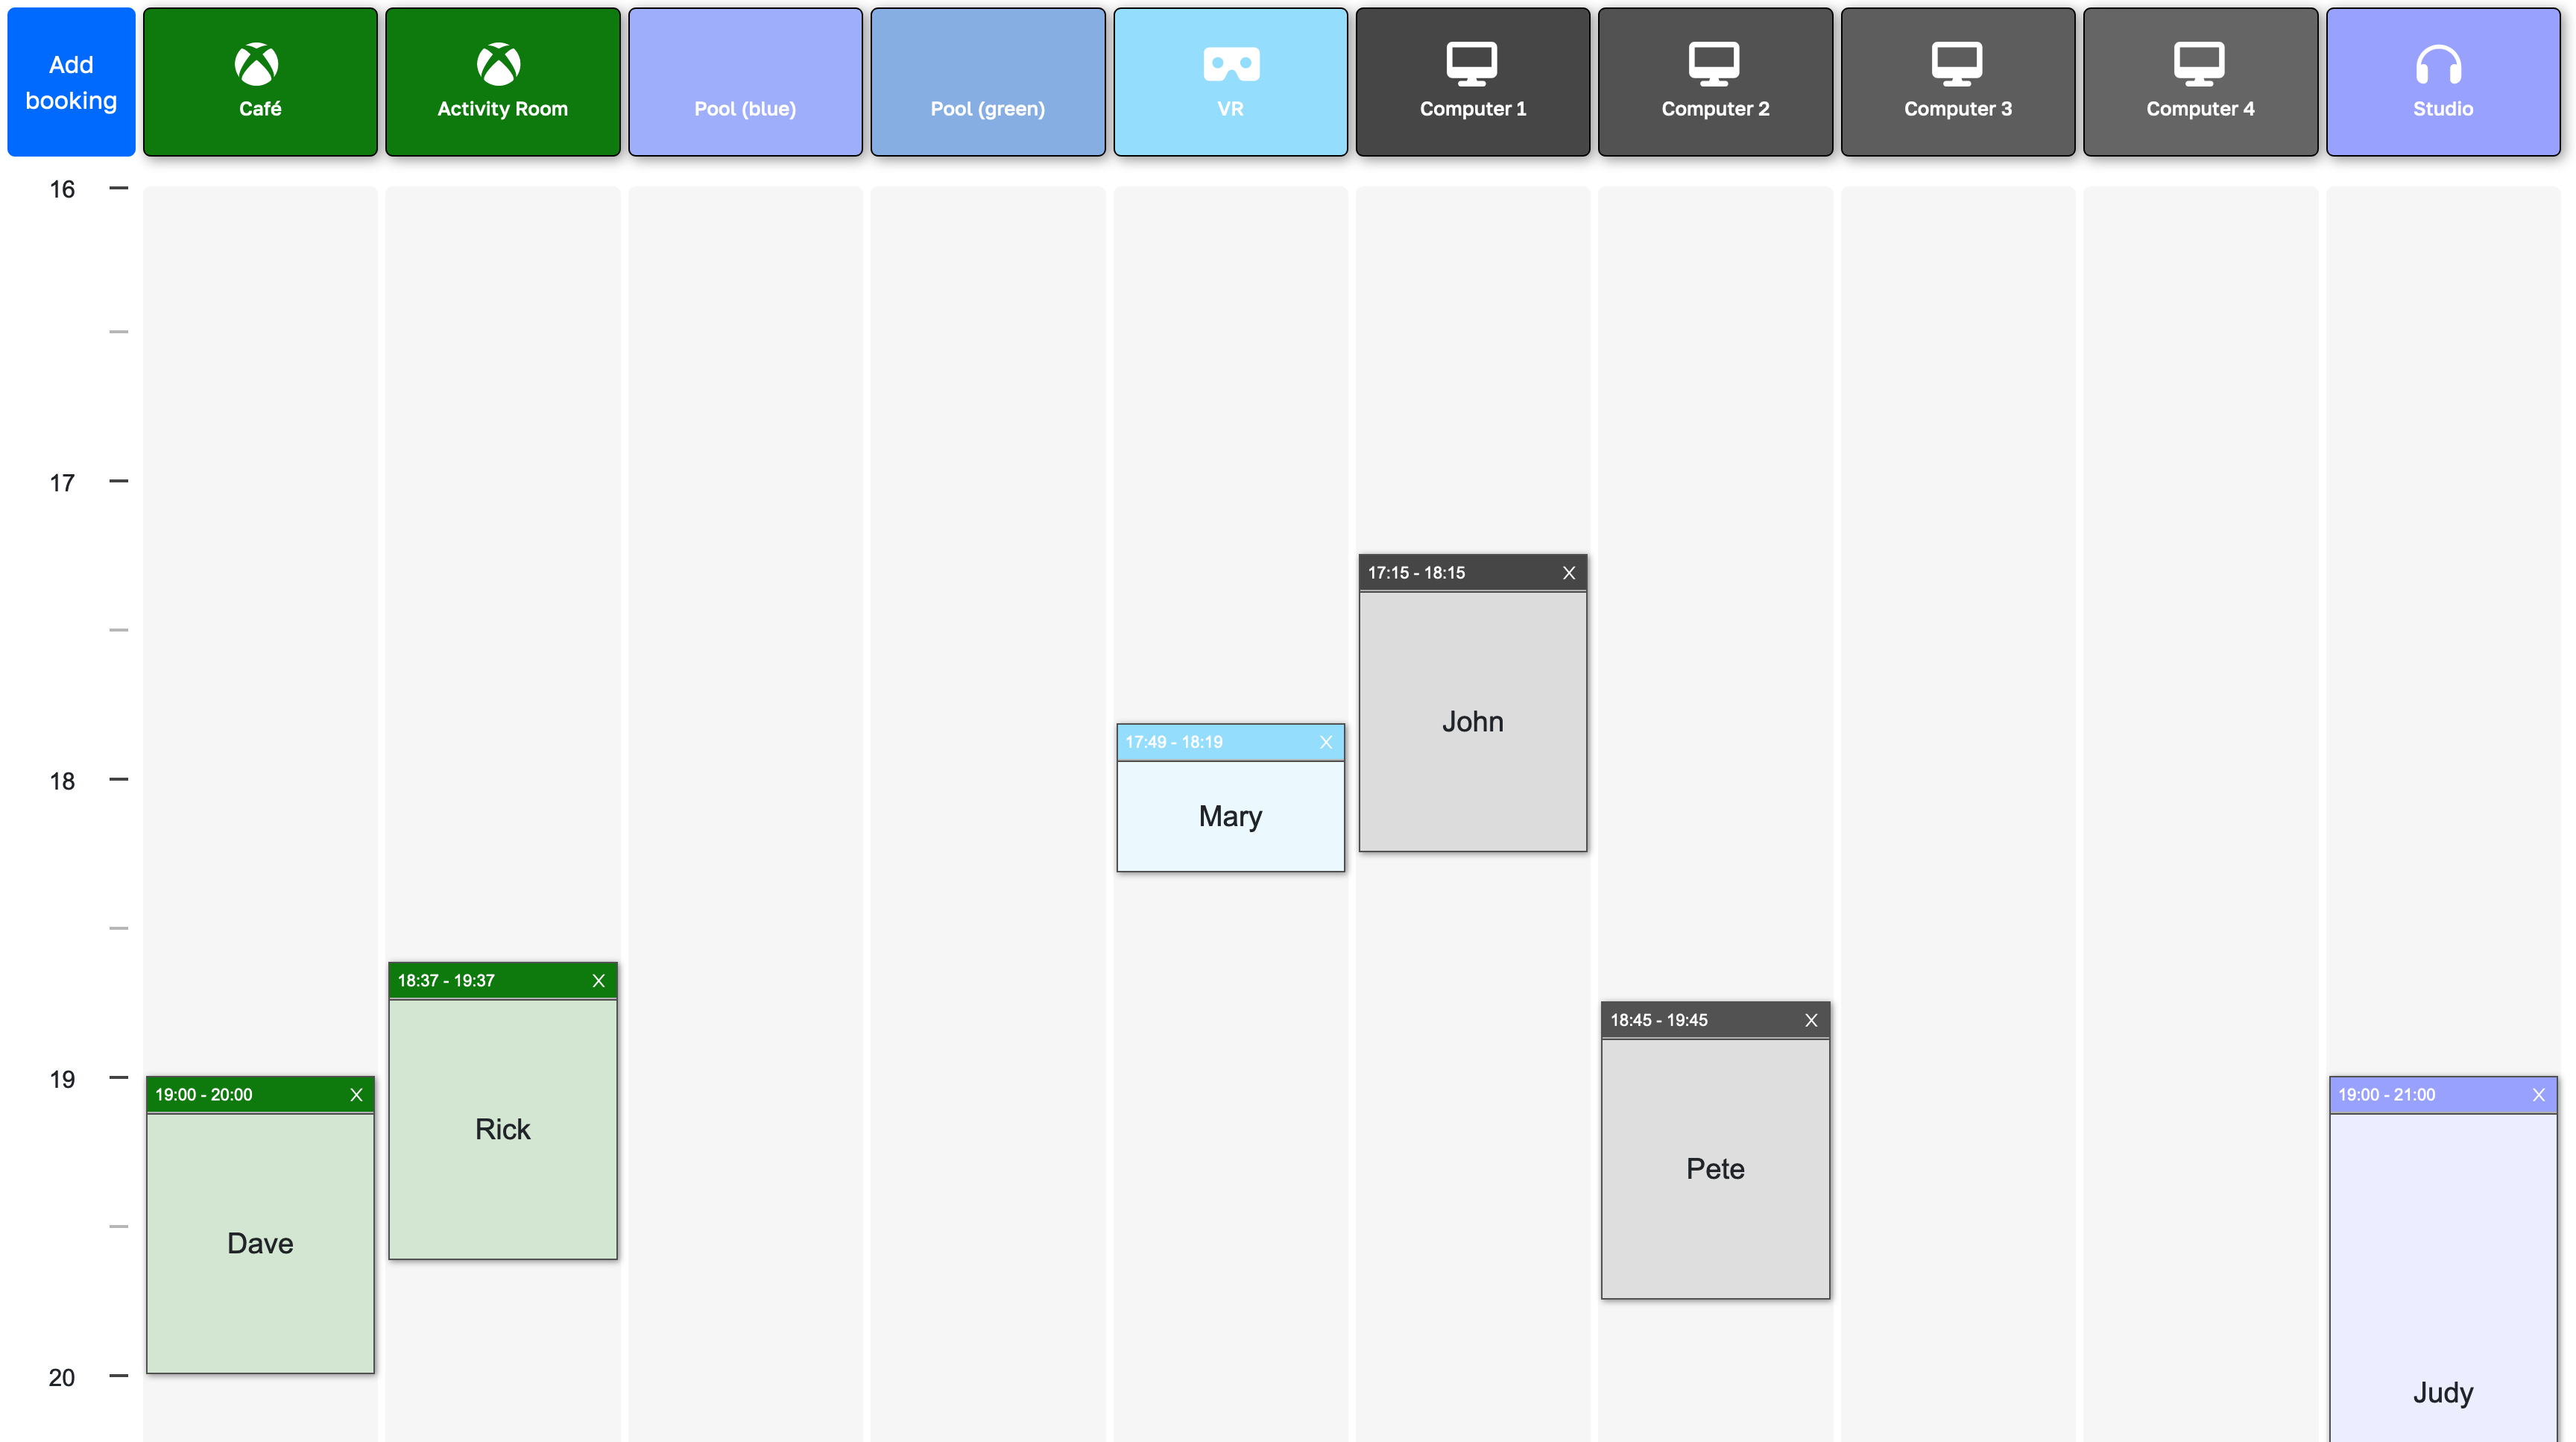 Add
booking
Café
Activity Room
Pool (blue)
Pool (green)
VR
Computer 1
Computer 2
Computer 3
Computer 4
Studio
16
17
17:15 - 18:15 X
John
17:49 - 18:19 X
18
Mary
18:37 - 19:37 X
18:45 - 19:45 X
19
19:00 - 20:00 X
19:00 - 21:00 X
Rick
Pete
Dave
20
Judy